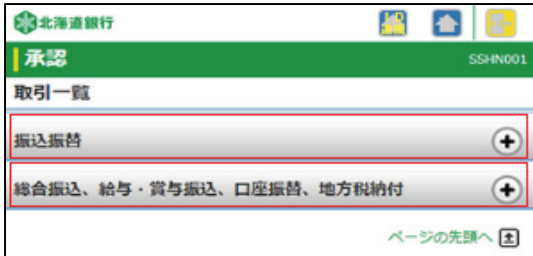 北海道銀行
承認
SSHN001
取引一覧
振込振替
総合振込、給与・賞与振込、口座振替、地方税納付
ページの先頭へ